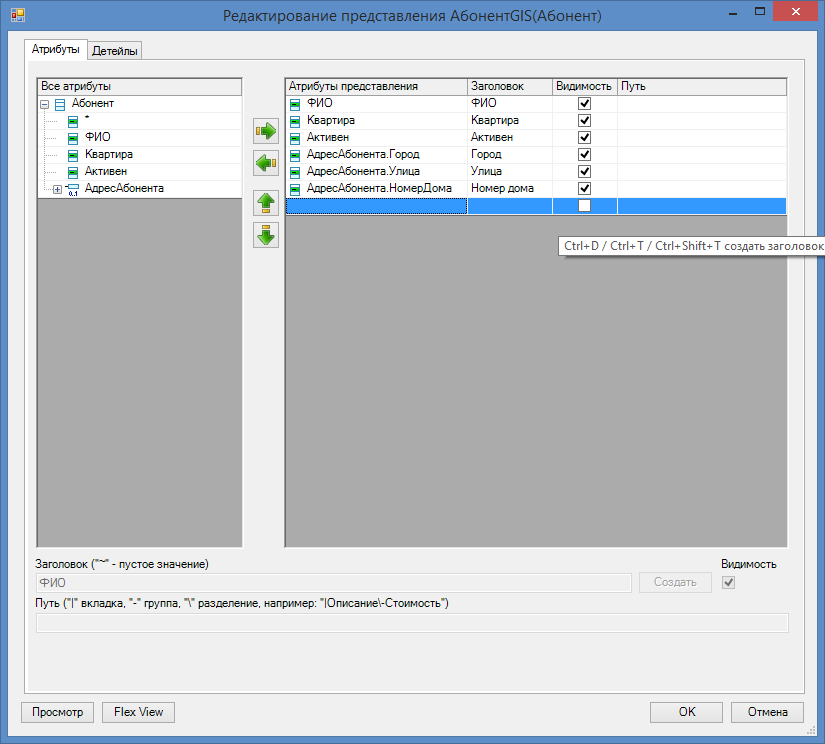 Редактирование представления АбонентGIS(Абонент)
Атрибуты Детейлы
Все атрибуты
Абонент
*
ФИО
Квартира
Активен
АдресАбонента
Атрибуты представления Заголовок Видимость Путь
ФИО ФИО
Квартира Квартира
Активен Активен
АдресАбонента.Город Город
АдресАбонента.Улица Улица
АдресАбонента.НомерДома Номер дома
Ctrl+D / Ctrl+T / Ctrl+Shift+T создать заголовок
Заголовок ("~" - пустое значение) Видимость
ФИО Создать
Путь ("|" вкладка, "-" группа, "\" разделение, например: "|Описание\-Стоимость")
Просмотр Flex View OK Отмена